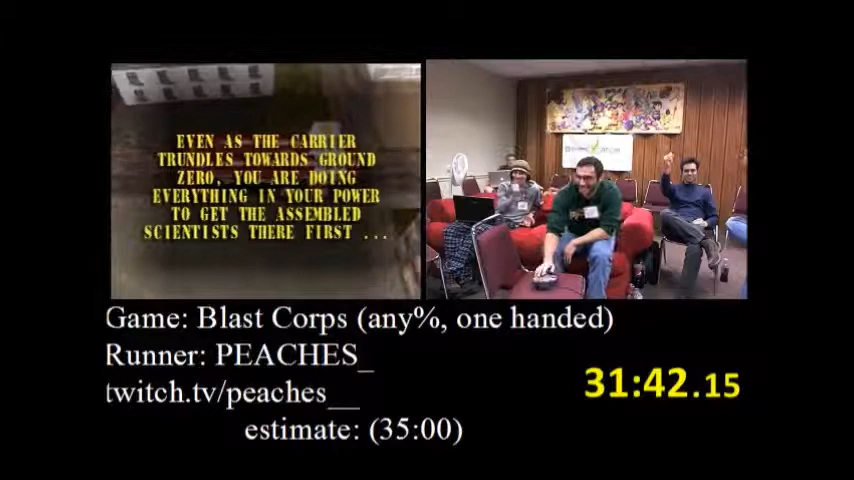 EVEN AS THE CARRIER
TRUNDLES TOWARDS GROUND
ZERO, YOU ARE DOING
EVERYTHING IN YOUR POWER
TO GET THE ASSEMBLED
SCIENTISTS THERE FIRST ...
Game: Blast Corps (any%, one handed)
Runner: PEACHES_
twitch.tv/peaches__
31:42.15
estimate: (35:00)